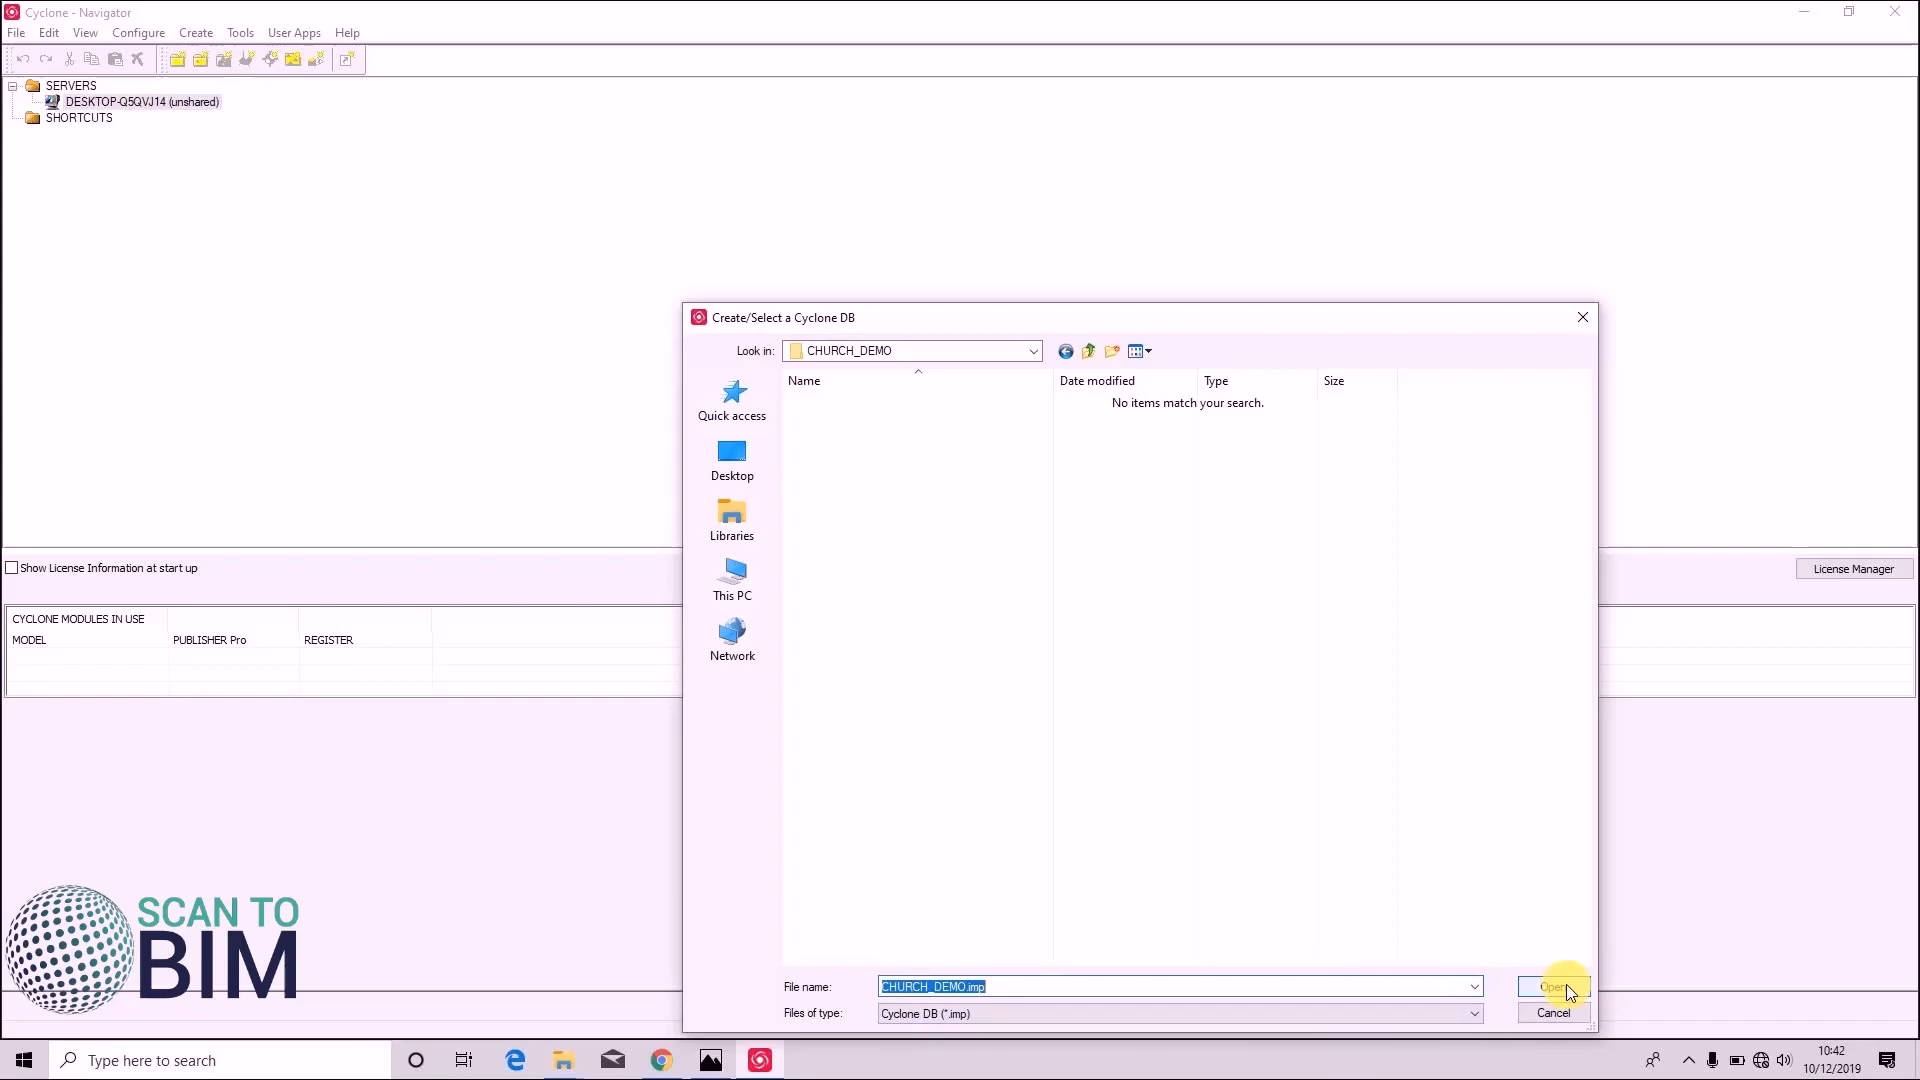 Cyclone - Navigator
File Edit View Configure Create Tools User Apps Help
SERVERS
DESKTOP-Q5QVJ14 (unshared)
SHORTCUTS
Create/Select a Cyclone DB
Look in: CHURCH_DEMO
Name Date modified Type Size
No items match your search.
Quick access
Desktop
Libraries
This PC
Network
File name: CHURCH_DEMO.imp Open
Files of type: Cyclone DB (*.imp) Cancel
Show License Information at start up
License Manager
CYCLONE MODULES IN USE
MODEL PUBLISHER Pro REGISTER
SCAN TO
BIM
Type here to search
10:42
10/12/2019